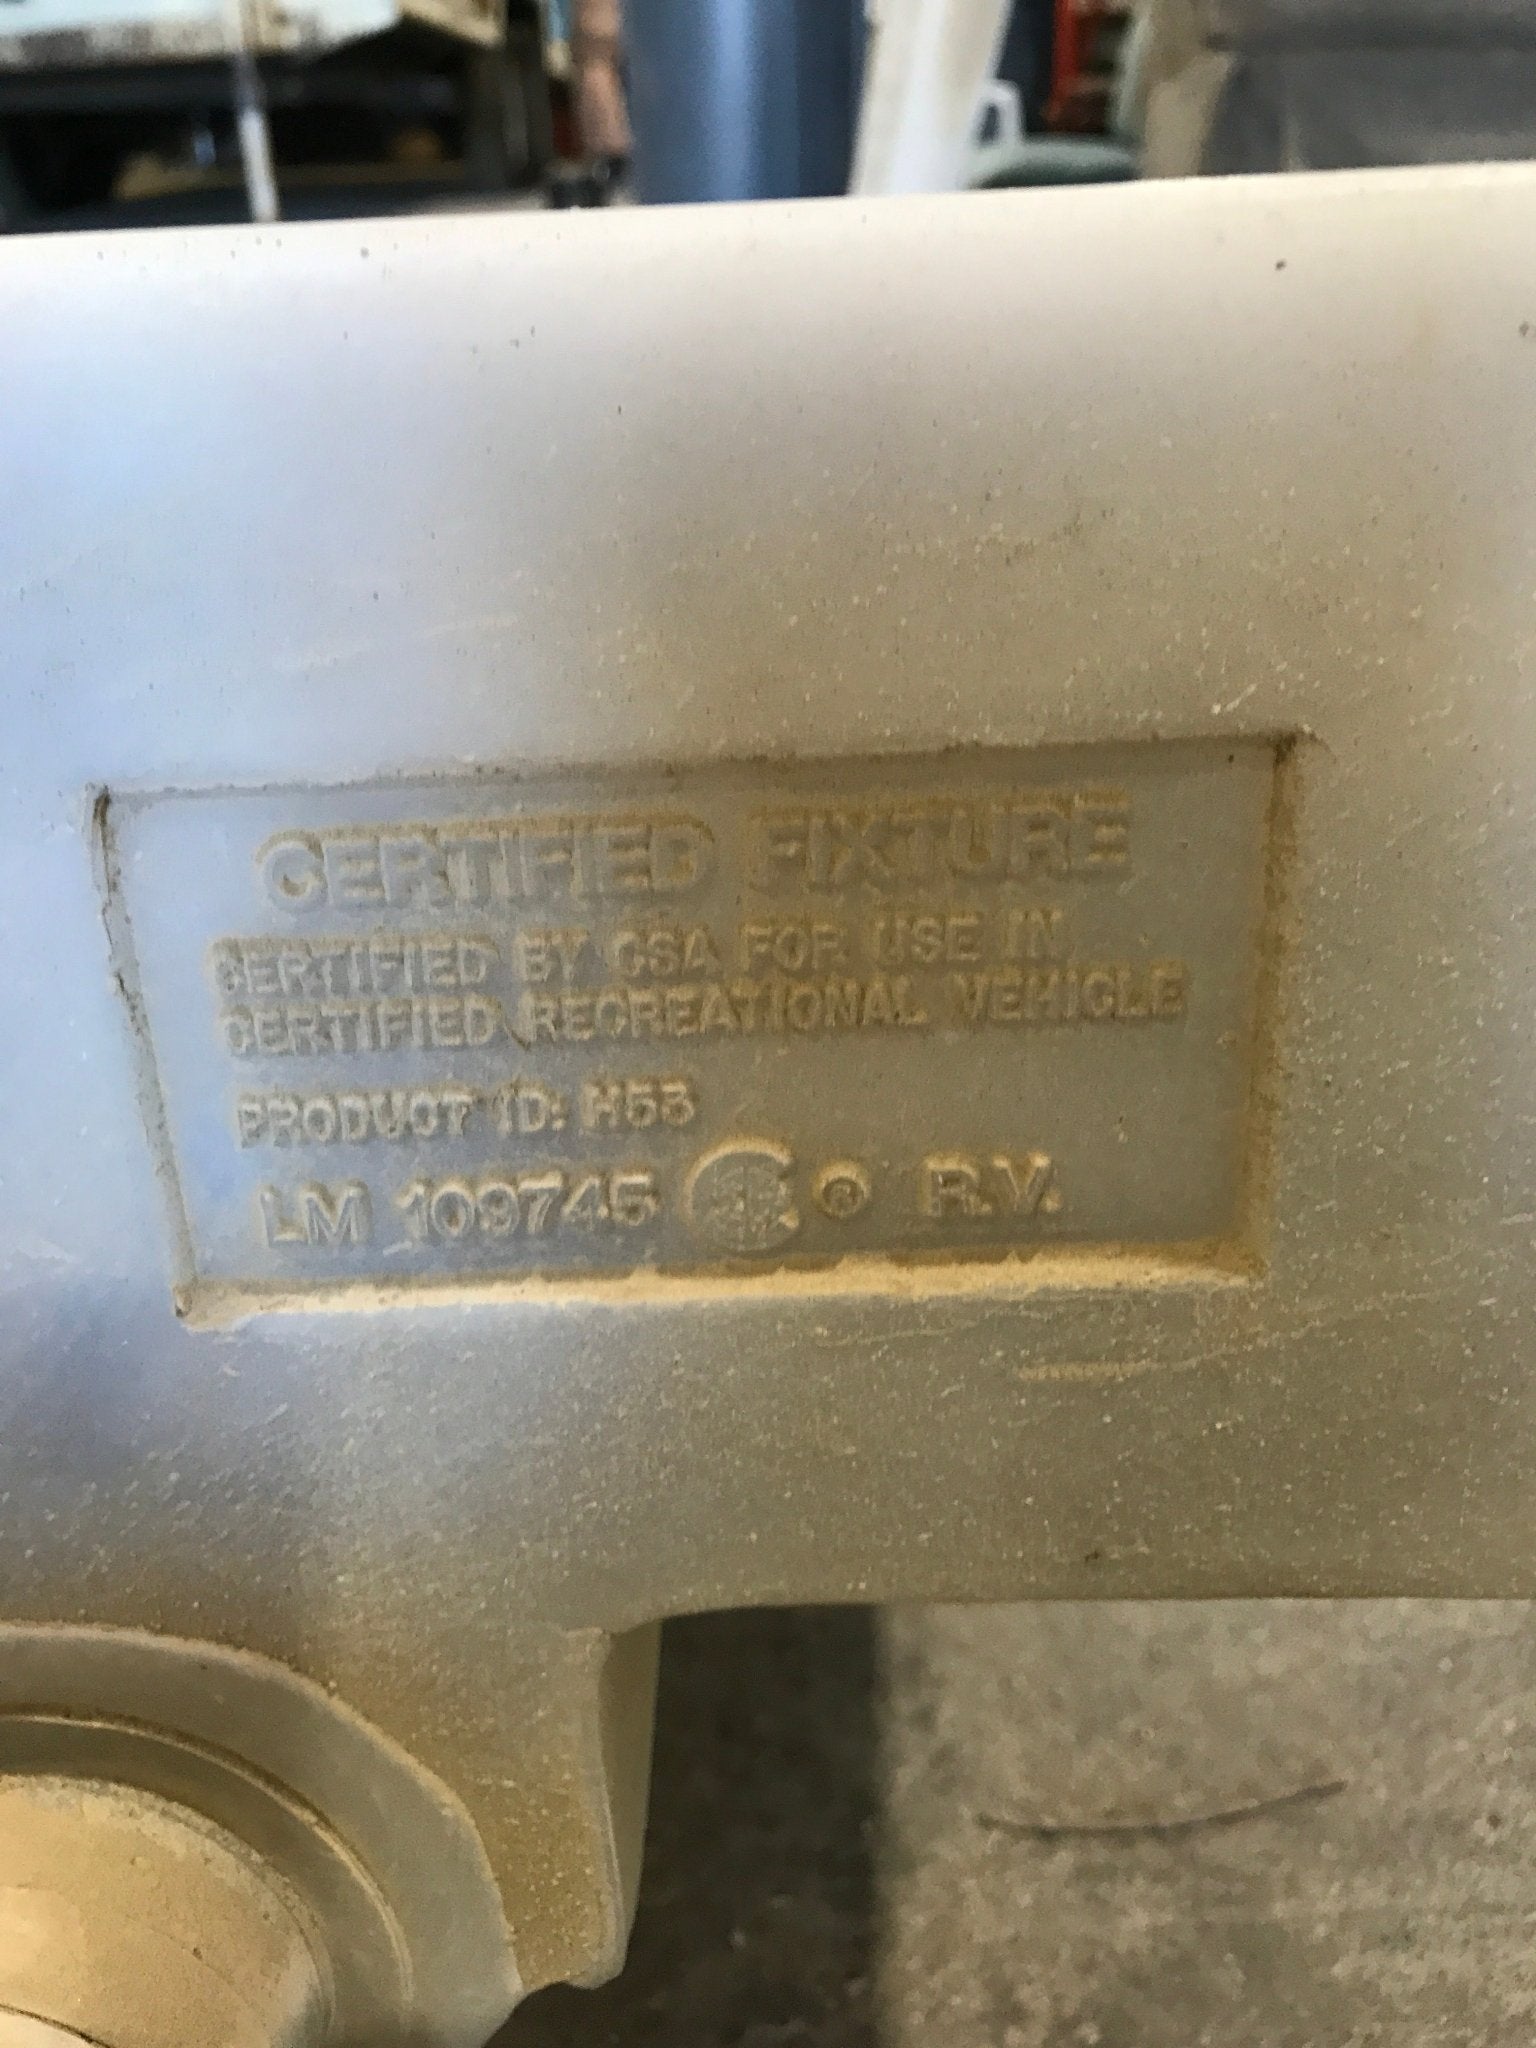 CERTIFIED FIXTURE
CERTIFIED BY CSA FOR USE IN
CERTIFIED RECREATIONAL VEHICLE
PRODUCT ID: H53
LM 109745 ® R.V.